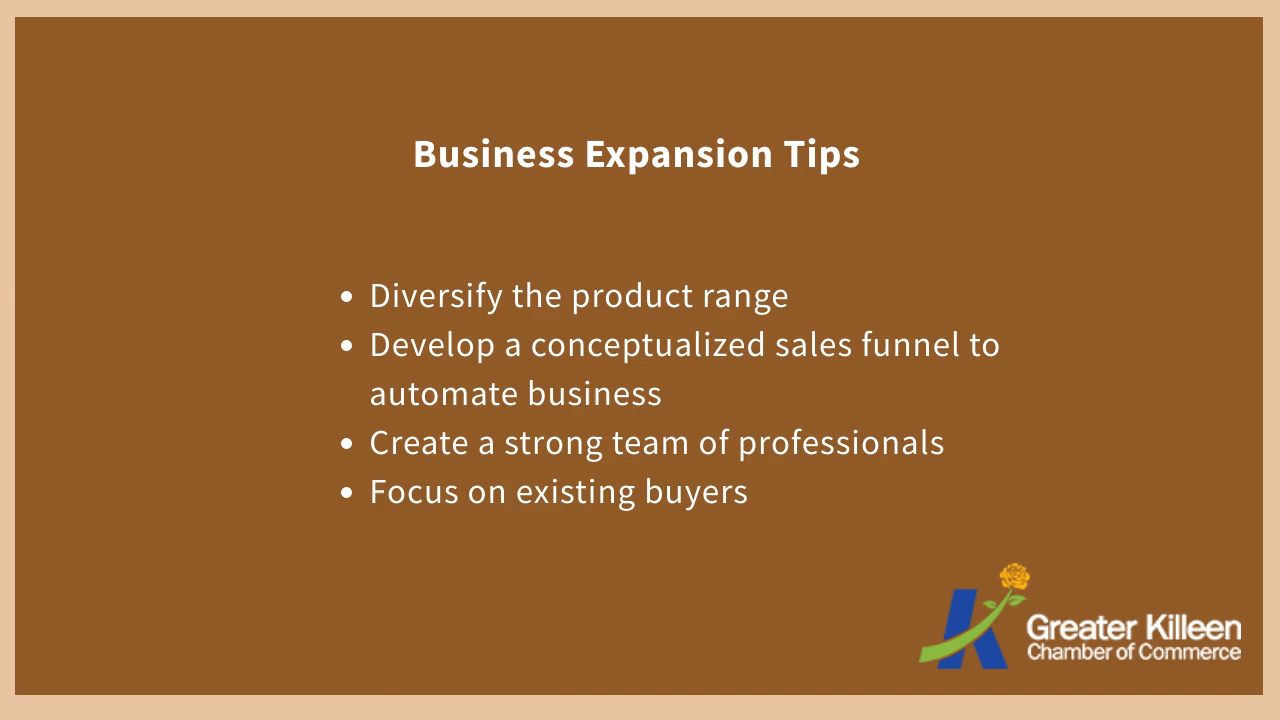 Business Expansion Tips
• Diversify the product range
• Develop a conceptualized sales funnel to
automate business
• Create a strong team of professionals
• Focus on existing buyers
Greater Killeen
Chamber of Commerce